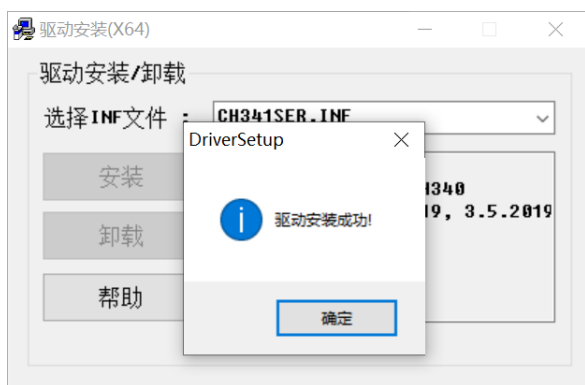 驱动安装(X64)
驱动安装/卸载
选择INF文件 :
CH341SER.INF
DriverSetup
安装
驱动安装成功!
H340
19, 3.5.2019
卸载
帮助
确定